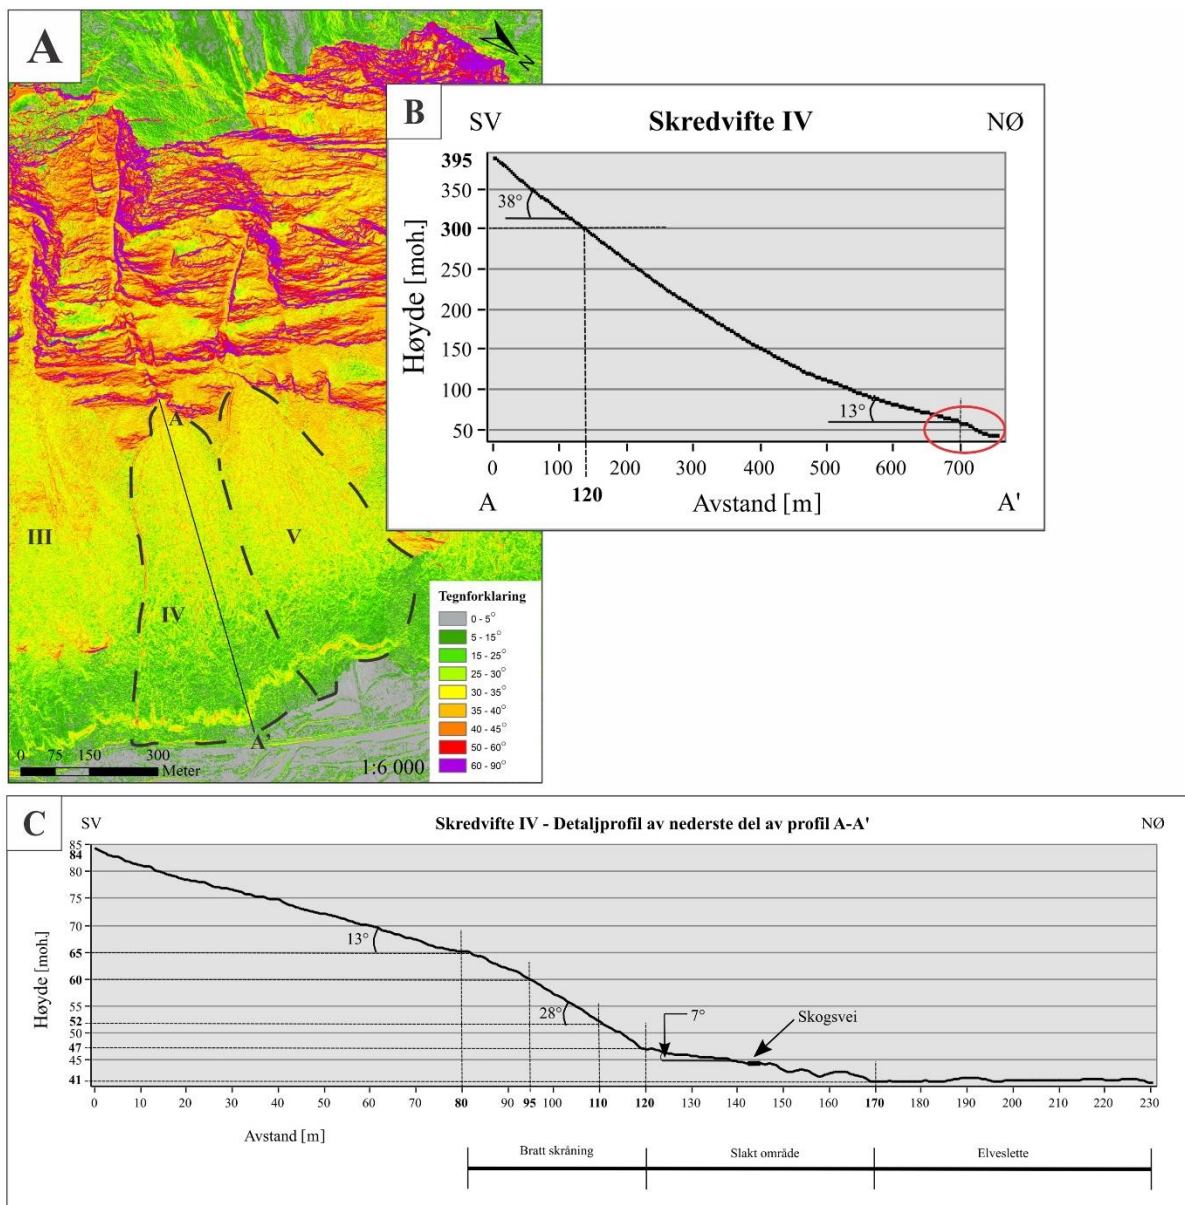 A
N
III
IV
V
A
A'
0 75 150 300
Meter
1:6 000
Tegnforklaring
0 - 5°
5 - 15°
15 - 25°
25 - 30°
30 - 35°
35 - 40°
40 - 45°
50 - 60°
60 - 90°
B
SV Skredvifte IV NØ
Høyde [moh.]
395
350
300
250
200
150
100
50
38°
13°
0 100 200 300 400 500 600 700
120
A Avstand [m] A'
C
SV Skredvifte IV - Detaljprofil av nederste del av profil A-A' NØ
Høyde [moh.]
85
84
80
75
70
65
60
55
52
50
47
45
41
13°
28°
7°
Skogsvei
0 10 20 30 40 50 60 70 80 90 95 100 110 120 130 140 150 160 170 180 190 200 210 220 230
Avstand [m]
Bratt skråning Slakt område Elveslette